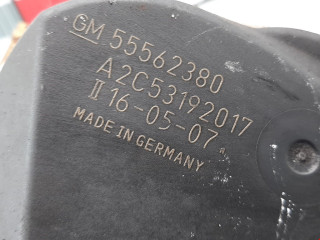 GM 55562380
A2C53192017
II 16-05-07
MADE IN GERMANY